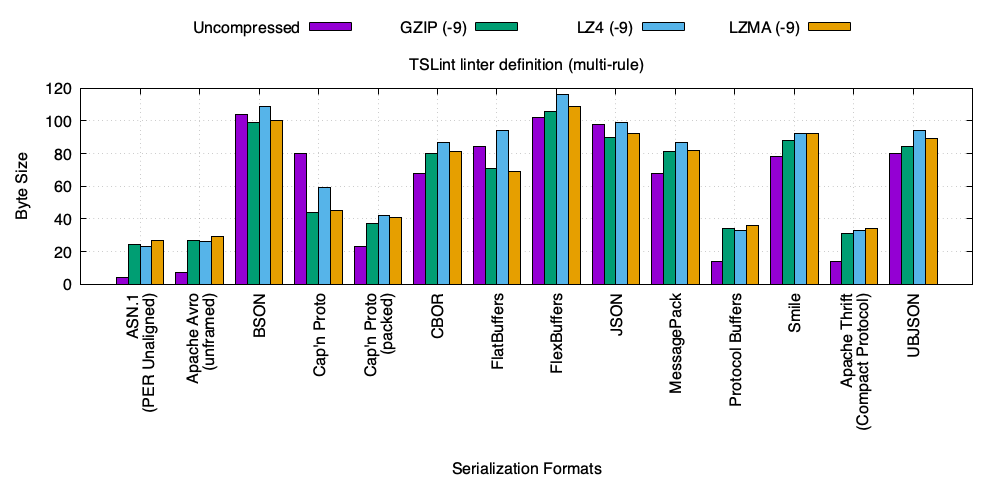 Uncompressed GZIP (-9) LZ4 (-9) LZMA (-9)
TSLint linter definition (multi-rule)
Byte Size
120
100
80
60
40
20
0
ASN.1
(PER Unaligned)
Apache Avro
(unframed)
BSON
Cap'n Proto
Cap'n Proto
(packed)
CBOR
FlatBuffers
FlexBuffers
JSON
MessagePack
Protocol Buffers
Smile
Apache Thrift
(Compact Protocol)
UBJSON
Serialization Formats